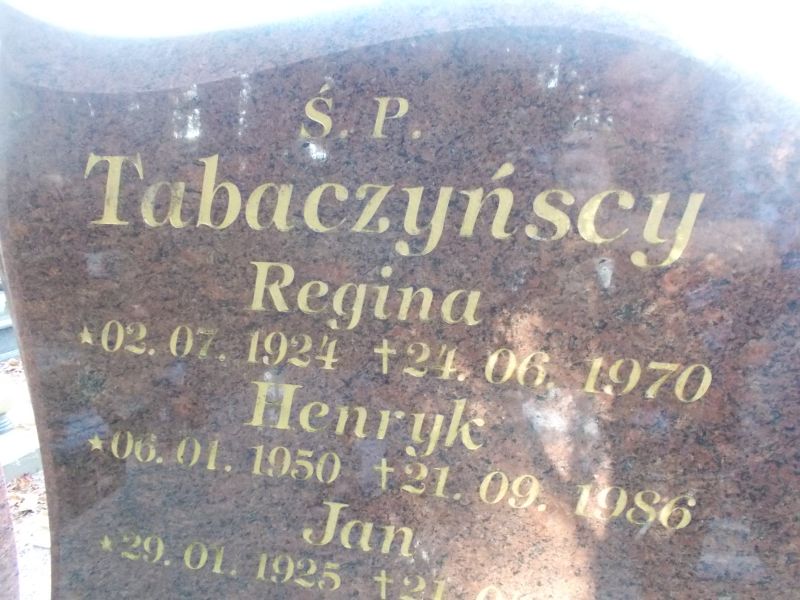 Ś. P.
Tabaczyńscy
Regina
★02. 07. 1924 †24. 06. 1970
Henryk
★06. 01. 1950 †21. 09. 1986
Jan
★29. 01. 1925 †21.